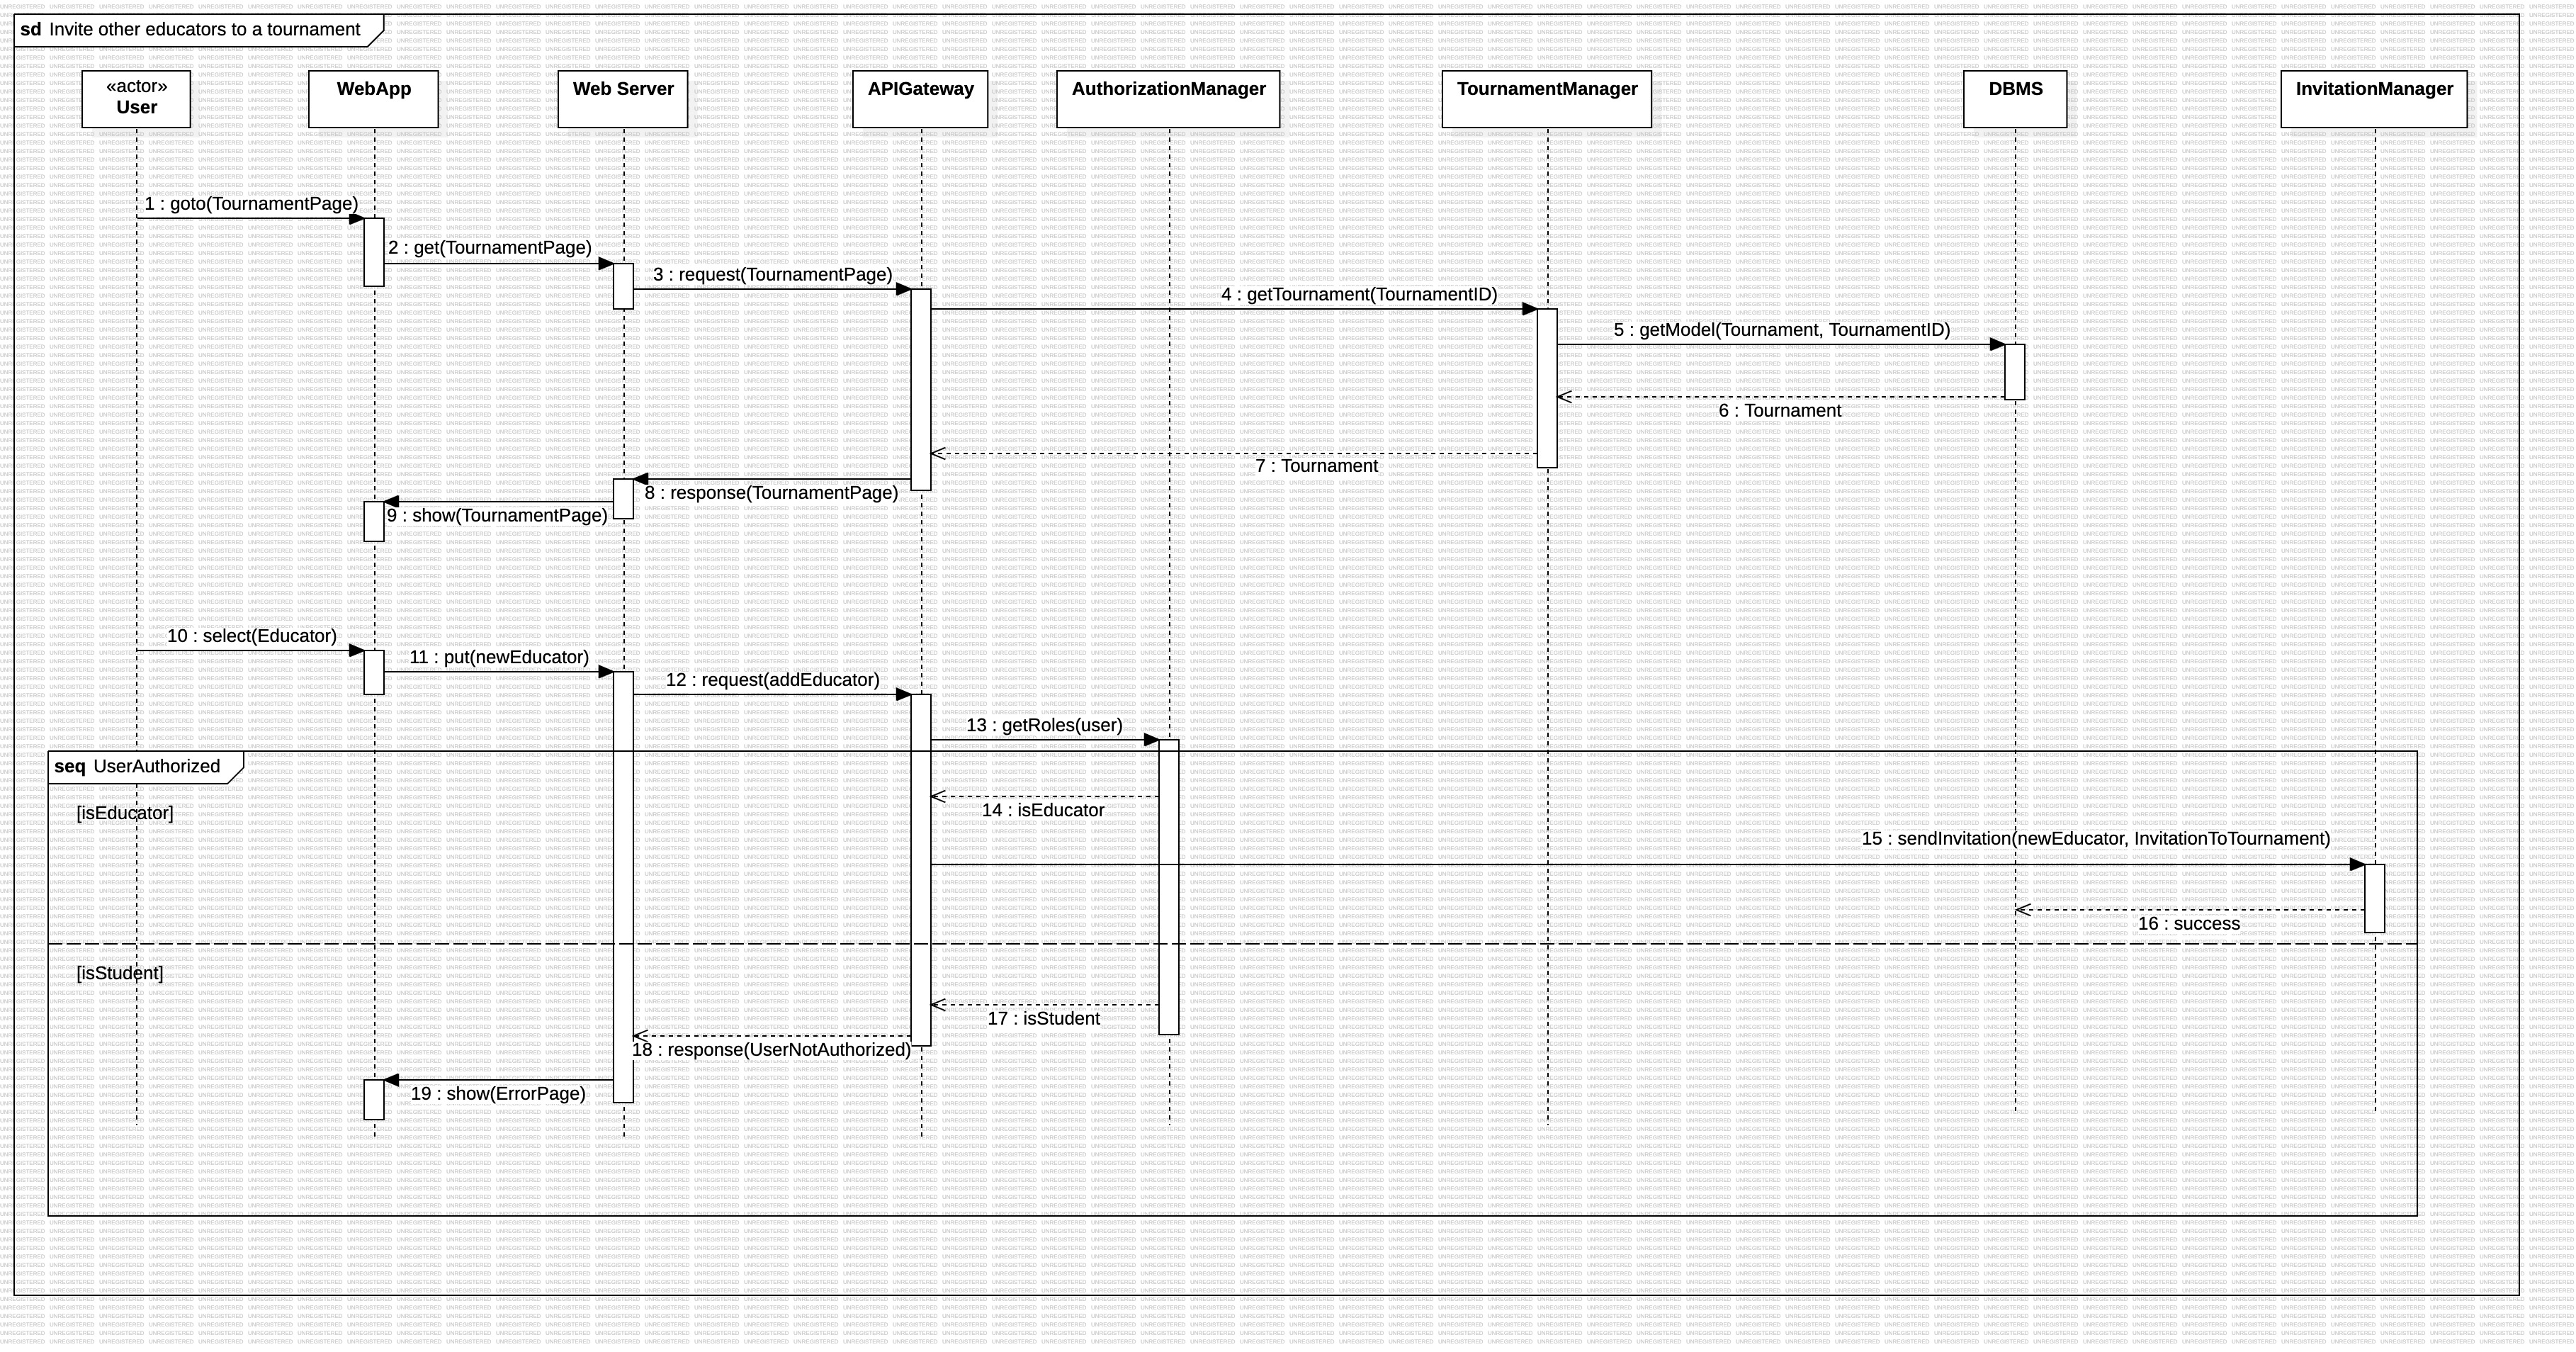 sd Invite other educators to a tournament
«actor»
User
WebApp
Web Server
APIGateway
AuthorizationManager
TournamentManager
DBMS
InvitationManager
1 : goto(TournamentPage)
2 : get(TournamentPage)
3 : request(TournamentPage)
4 : getTournament(TournamentID)
5 : getModel(Tournament, TournamentID)
6 : Tournament
7 : Tournament
8 : response(TournamentPage)
9 : show(TournamentPage)
10 : select(Educator)
11 : put(newEducator)
12 : request(addEducator)
13 : getRoles(user)
seq UserAuthorized
[isEducator]
14 : isEducator
15 : sendInvitation(newEducator, InvitationToTournament)
16 : success
[isStudent]
17 : isStudent
18 : response(UserNotAuthorized)
19 : show(ErrorPage)
UNREGISTERED